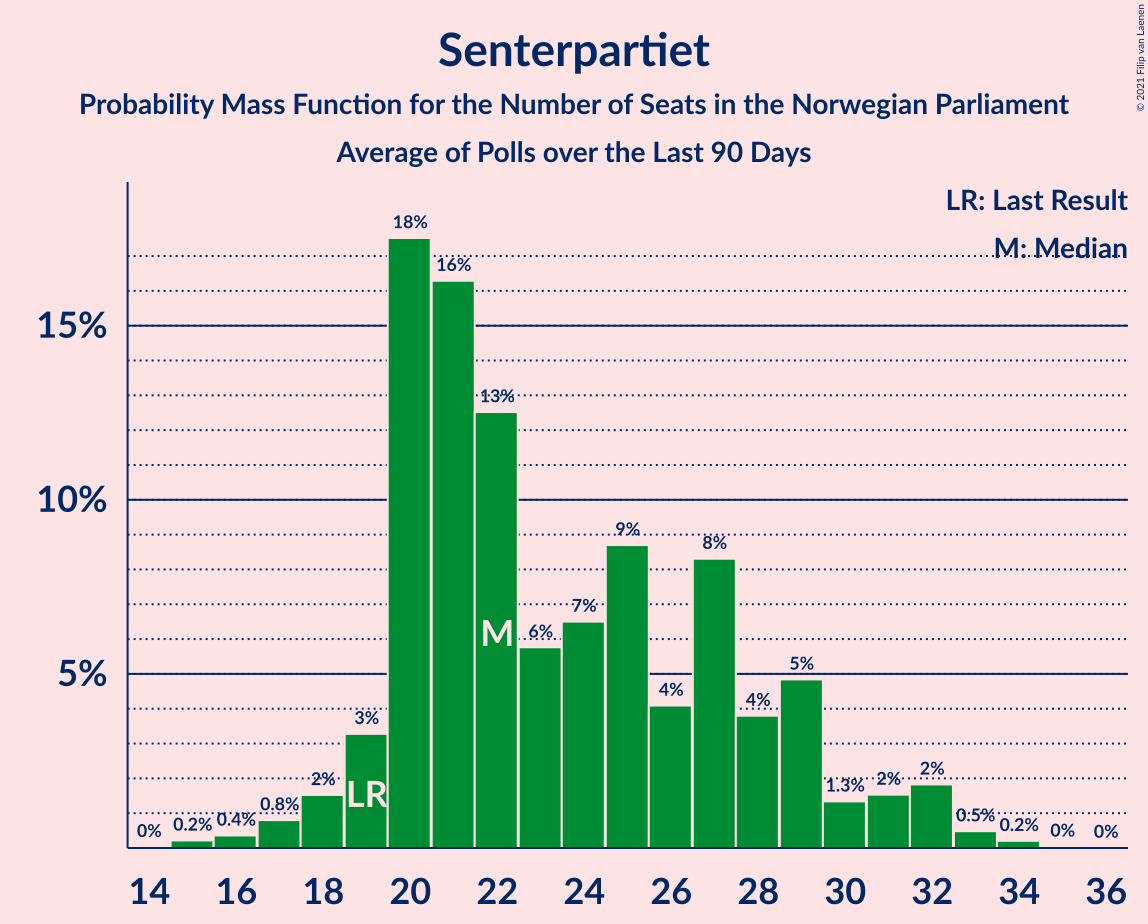 Senterpartiet
Probability Mass Function for the Number of Seats in the Norwegian Parliament
Average of Polls over the Last 90 Days
© 2021 Filip van Laenen
LR: Last Result
M: Median
15%
10%
5%
0% 0.2% 0.4% 0.8% 2% 3% 18% 16% 13% 6% 7% 9% 4% 8% 4% 5% 1.3% 2% 2% 0.5% 0.2% 0% 0%
LR M
14 16 18 20 22 24 26 28 30 32 34 36